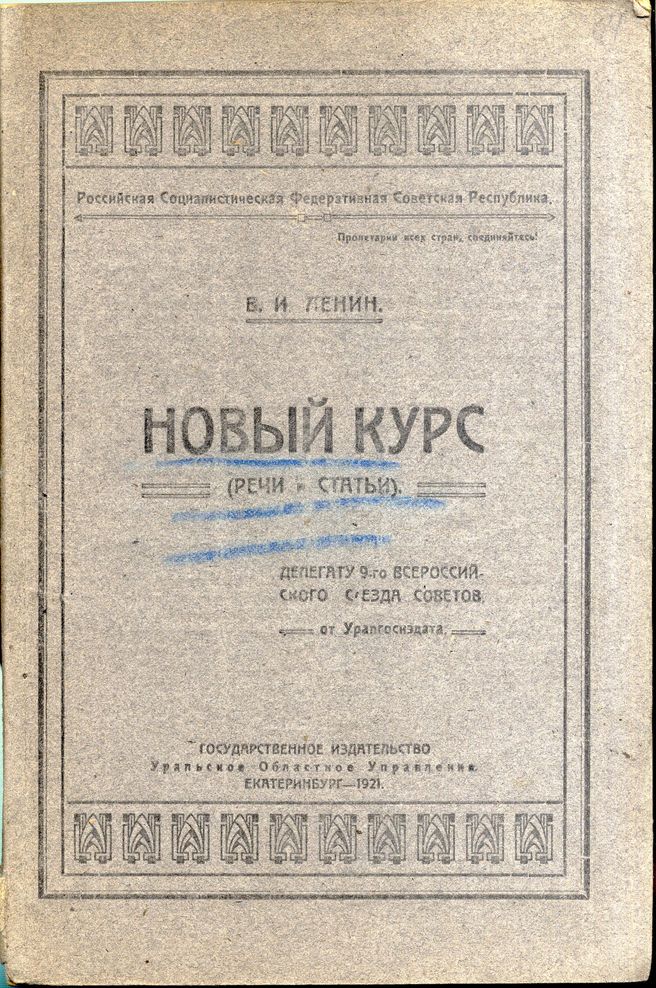 Российская Социалистическая Федеративная Советская Республика.
Пролетарии всех стран, соединяйтесь!
В. И. ЛЕНИН.
НОВЫЙ КУРС
(РЕЧИ и СТАТЬИ).
ДЕЛЕГАТУ 9-го ВСЕРОССИЙ-
СКОГО С'ЕЗДА СОВЕТОВ,
от Уралгосиздата.
ГОСУДАРСТВЕННОЕ ИЗДАТЕЛЬСТВО
Уральское Областное Управление.
ЕКАТЕРИНБУРГ—1921.